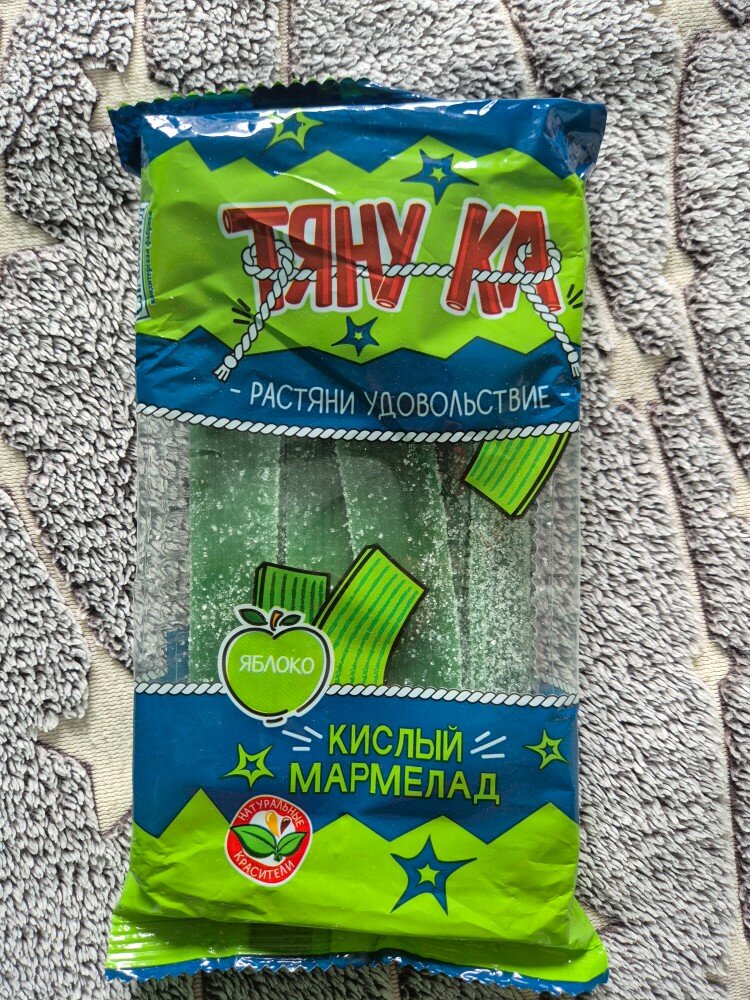 ТЯНУ КА
- РАСТЯНИ УДОВОЛЬСТВИЕ -
ЯБЛОКО
КИСЛЫЙ
МАРМЕЛАД
НАТУРАЛЬНЫЕ
КРАСИТЕЛИ